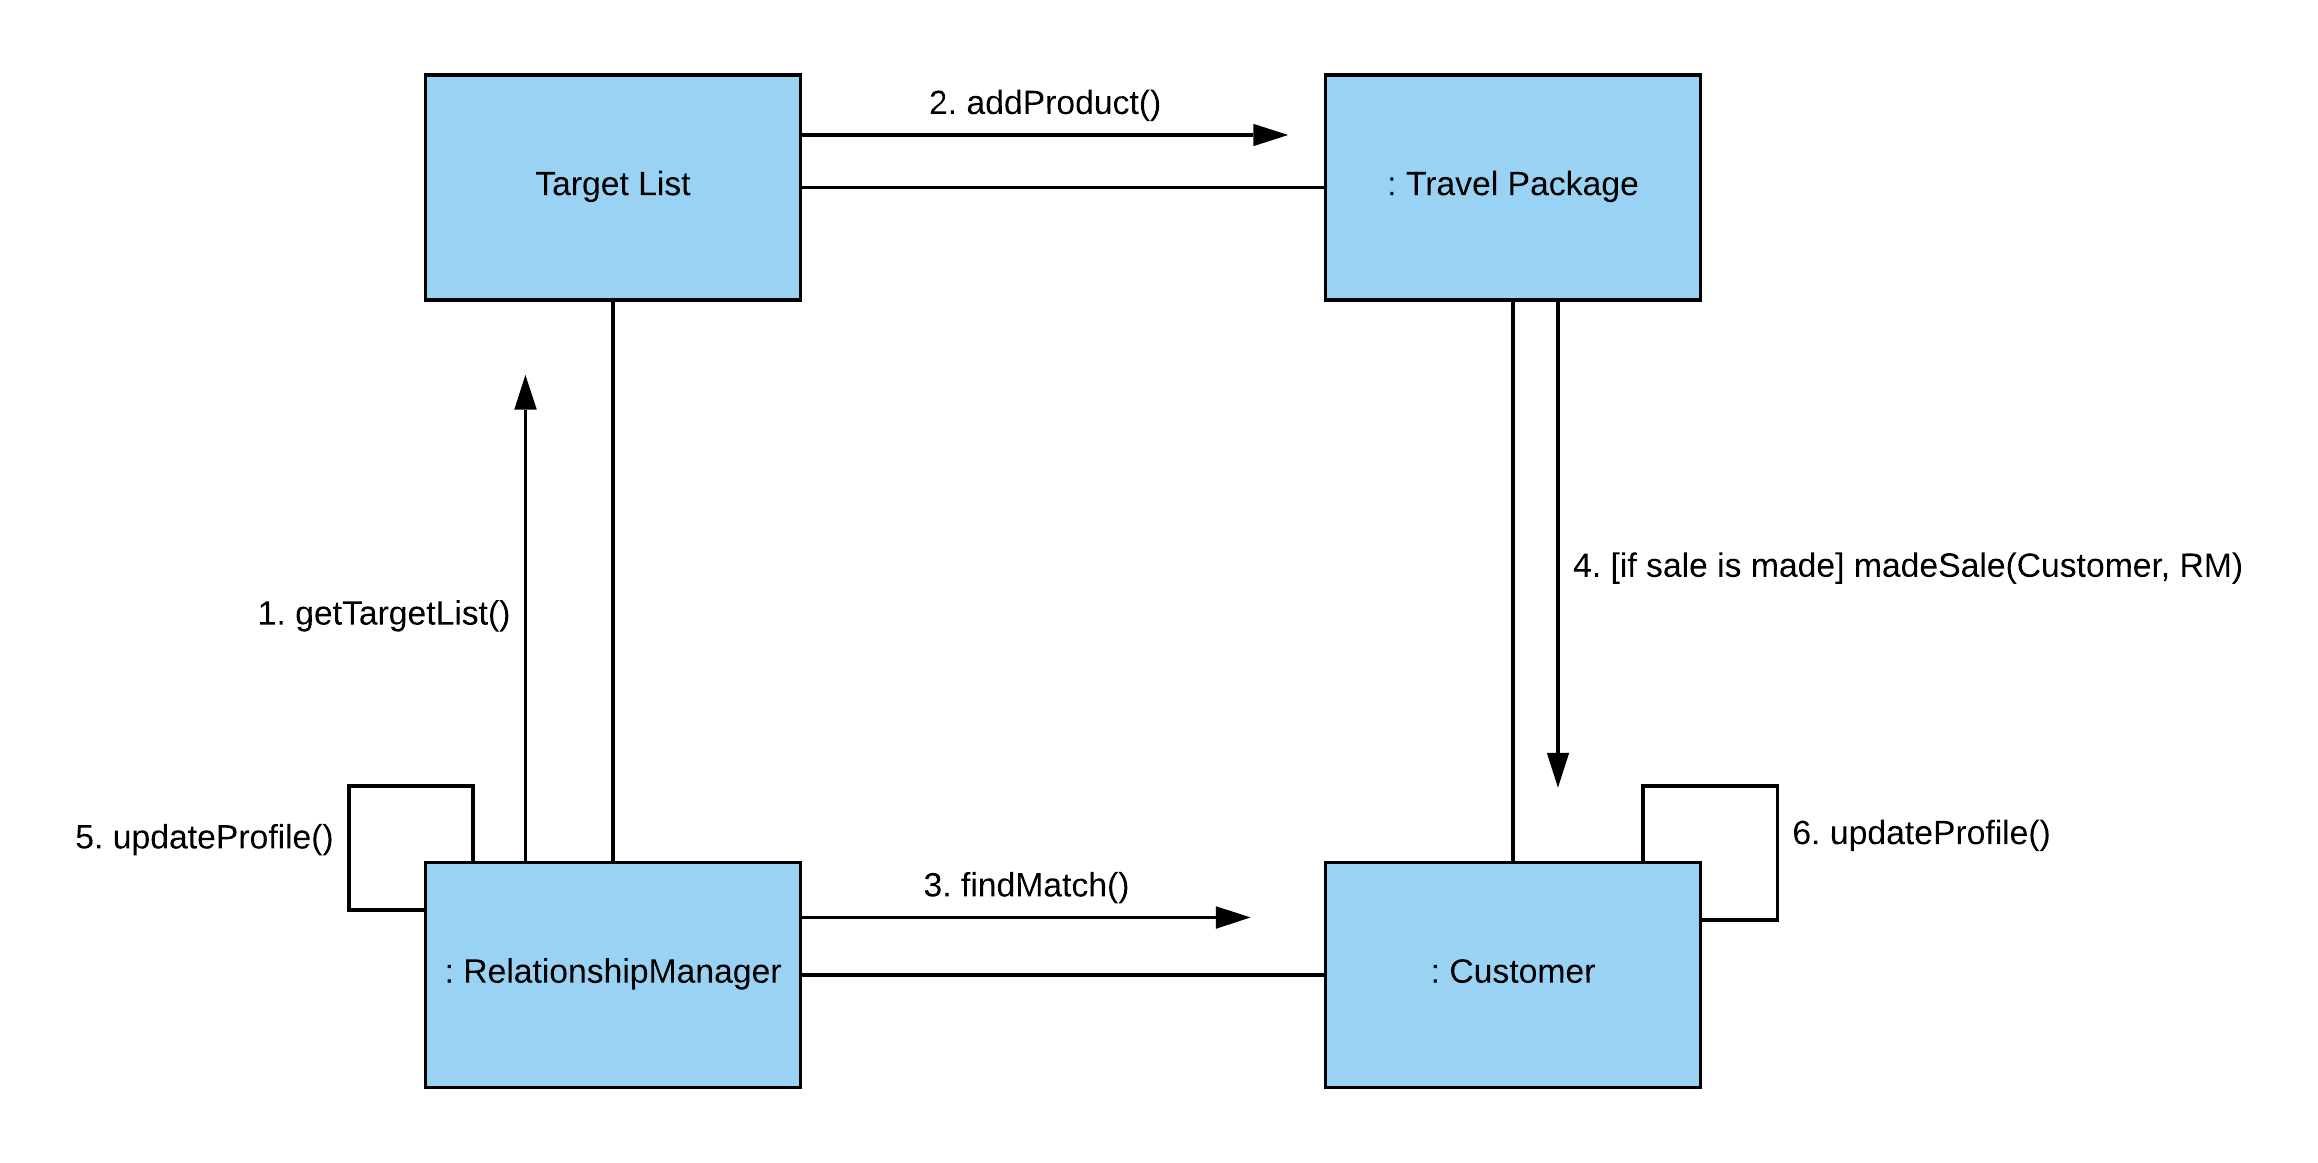 2. addProduct()
Target List
: Travel Package
4. [if sale is made] madeSale(Customer, RM)
1. getTargetList()
5. updateProfile()
6. updateProfile()
3. findMatch()
: RelationshipManager
: Customer